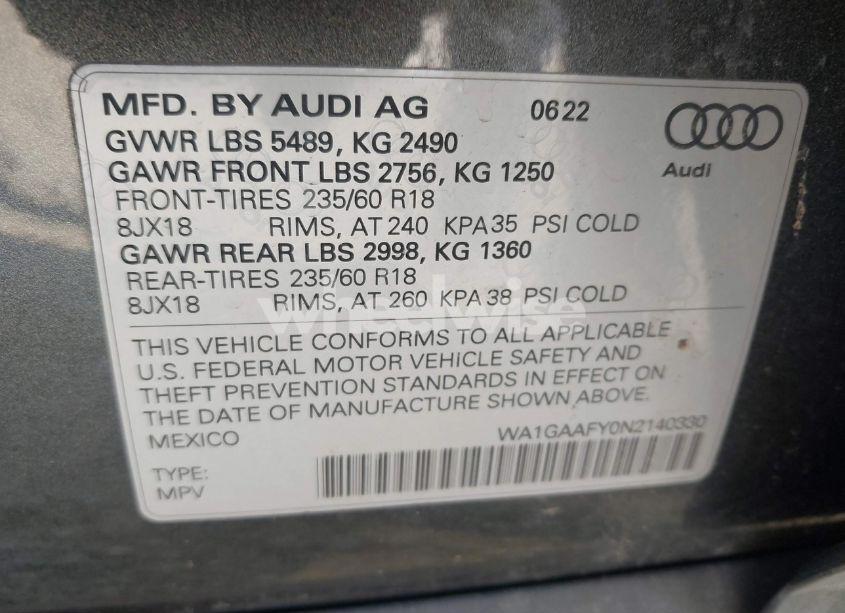 MFD. BY AUDI AG 0622
GVWR LBS 5489, KG 2490
GAWR FRONT LBS 2756, KG 1250
Audi
FRONT-TIRES 235/60 R18
8JX18 RIMS, AT 240 KPA 35 PSI COLD
GAWR REAR LBS 2998, KG 1360
REAR-TIRES 235/60 R18
8JX18 RIMS, AT 260 KPA 38 PSI COLD
wheelwise
THIS VEHICLE CONFORMS TO ALL APPLICABLE
U.S. FEDERAL MOTOR VEHICLE SAFETY AND
THEFT PREVENTION STANDARDS IN EFFECT ON
THE DATE OF MANUFACTURE SHOWN ABOVE.
MEXICO WA1GAAFY0N2140330
TYPE:
MPV